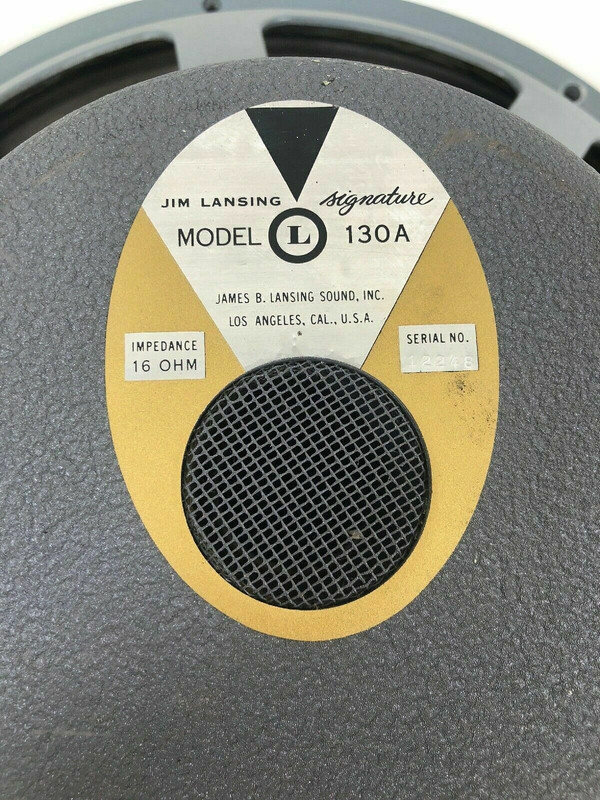 JIM LANSING signature
MODEL L 130A
JAMES B. LANSING SOUND, INC.
LOS ANGELES, CAL., U.S.A.
IMPEDANCE
16 OHM
SERIAL NO.